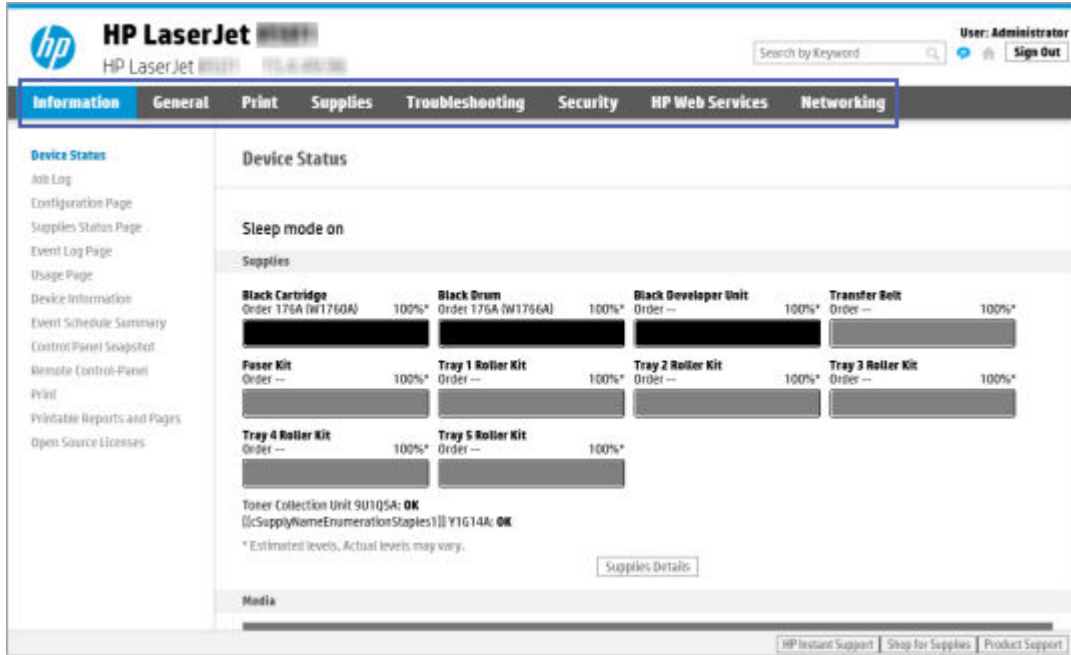 hp
HP LaserJet
HP LaserJet
User: Administrator
Search by Keyword
Sign Out
Information General Print Supplies Troubleshooting Security HP Web Services Networking
Device Status
Job Log
Configuration Page
Supplies Status Page
Event Log Page
Usage Page
Device Information
Event Schedule Summary
Control Panel Snapshot
Remote Control-Panel
Print
Printable Reports and Pages
Open Source Licenses
Device Status
Sleep mode on
Supplies
Black Cartridge Black Drum Black Developer Unit Transfer Belt
Order 176A (W1760A) 100%* Order 176A (W1766A) 100%* Order -- 100%* Order -- 100%*
Fuser Kit Tray 1 Roller Kit Tray 2 Roller Kit Tray 3 Roller Kit
Order -- 100%* Order -- 100%* Order -- 100%* Order -- 100%*
Tray 4 Roller Kit Tray 5 Roller Kit
Order -- 100%* Order -- 100%*
Toner Collection Unit 9U1Q5A: OK
[[cSupplyNameEnumerationStaples1]] Y1G14A: OK
* Estimated levels, Actual levels may vary.
Supplies Details
Media
HP Instant Support Shop for Supplies Product Support